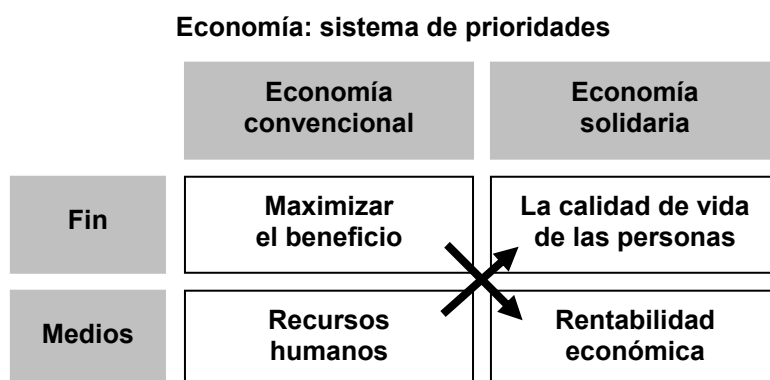 Economía: sistema de prioridades
Economía
convencional
Economía
solidaria
Fin
Maximizar
el beneficio
La calidad de vida
de las personas
Medios
Recursos
humanos
Rentabilidad
económica